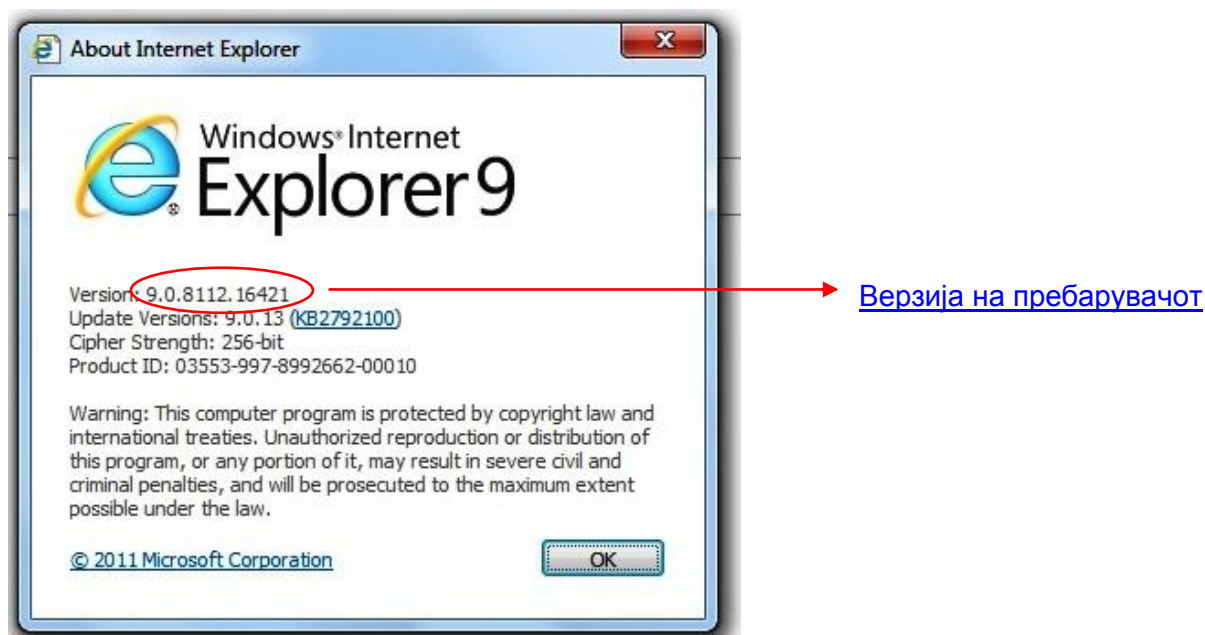 About Internet Explorer
Windows® Internet
Explorer 9
Version: 9.0.8112.16421
Update Versions: 9.0.13 (KB2792100)
Cipher Strength: 256-bit
Product ID: 03553-997-8992662-00010
Warning: This computer program is protected by copyright law and
international treaties. Unauthorized reproduction or distribution of
this program, or any portion of it, may result in severe civil and
criminal penalties, and will be prosecuted to the maximum extent
possible under the law.
© 2011 Microsoft Corporation
OK
Верзија на пребарувачот